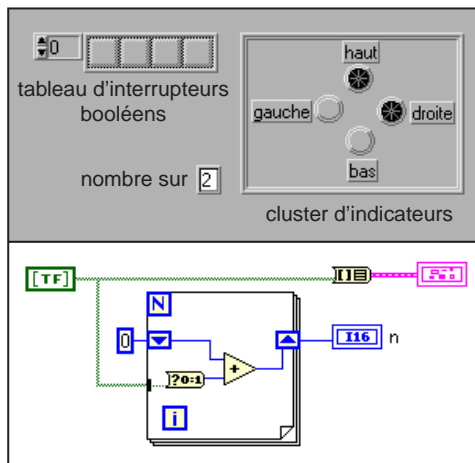 0
haut
tableau d'interrupteurs
booléens
gauche
droite
nombre sur 2
bas
cluster d'indicateurs
[TF]
N
0
I16 n
?0:1
+
i